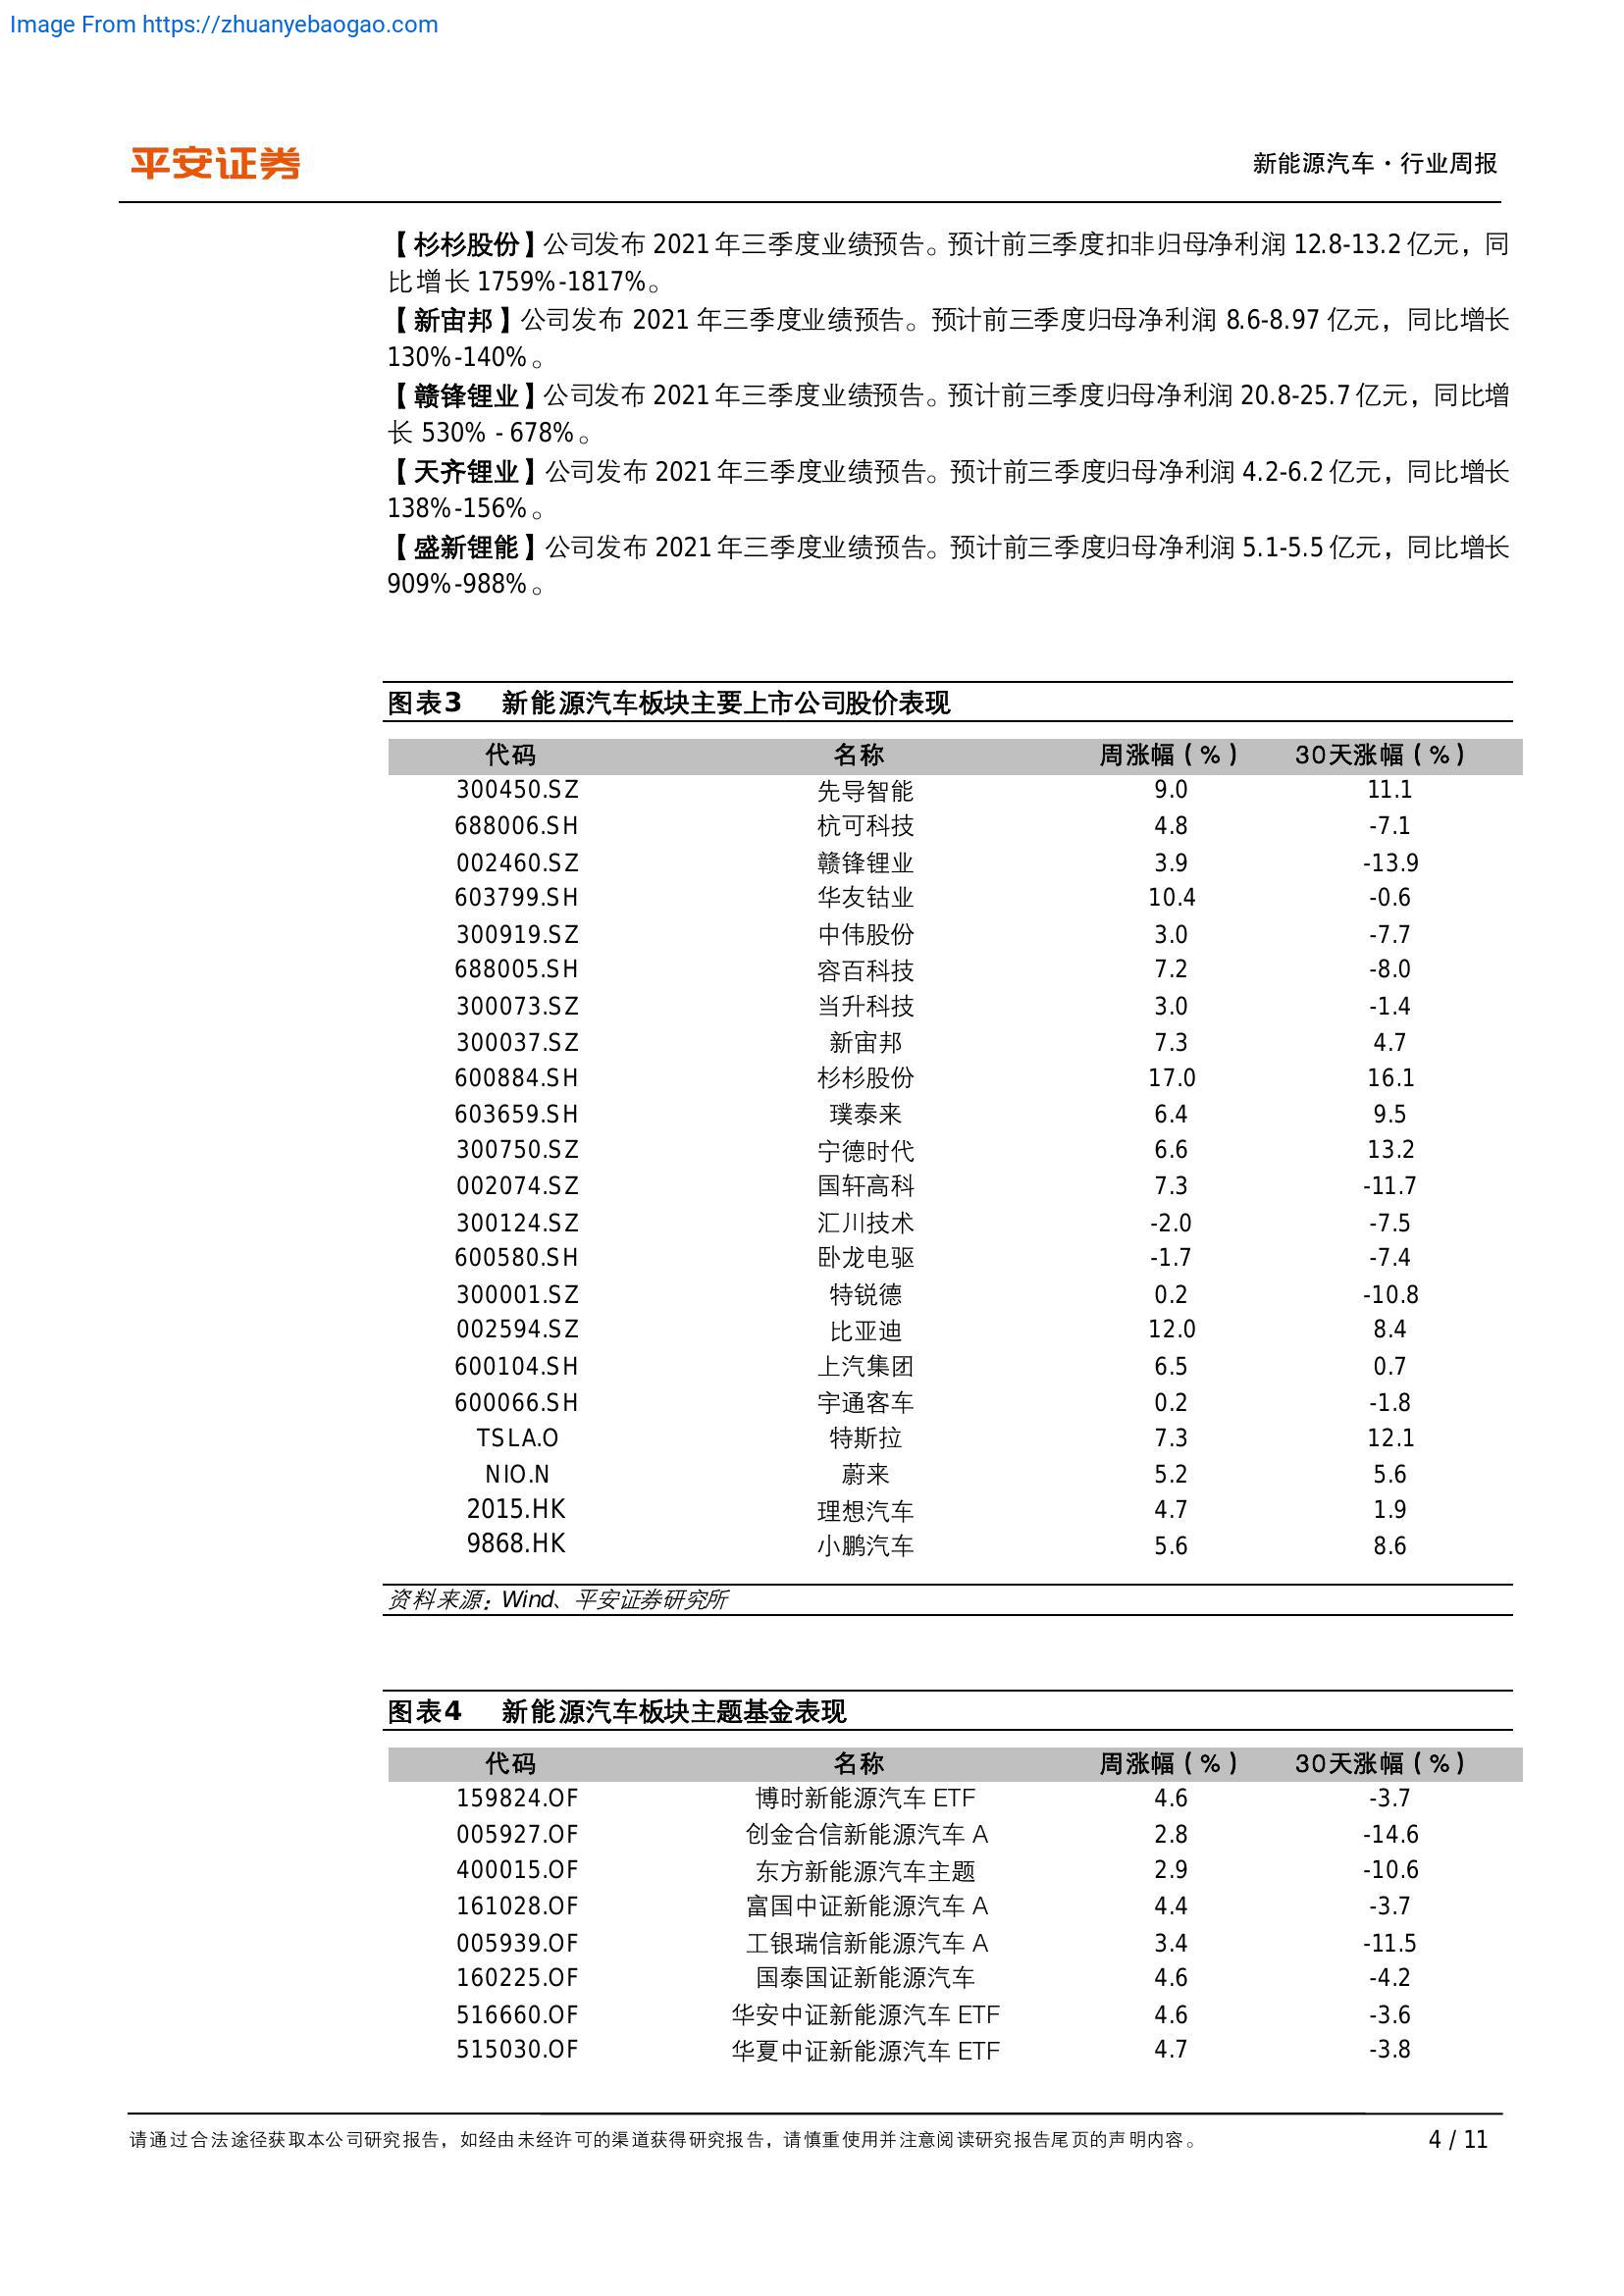 Image From https://zhuanyebaogao.com
平安证券
新能源汽车·行业周报
【杉杉股份】公司发布 2021 年三季度业绩预告。预计前三季度扣非归母净利润 12.8-13.2 亿元，同
比增长 1759%-1817%。
【新宙邦】公司发布 2021 年三季度业绩预告。预计前三季度归母净利润 8.6-8.97 亿元，同比增长
130%-140%。
【赣锋锂业】公司发布 2021 年三季度业绩预告。预计前三季度归母净利润 20.8-25.7 亿元，同比增
长 530% - 678%。
【天齐锂业】公司发布 2021 年三季度业绩预告。预计前三季度归母净利润 4.2-6.2 亿元，同比增长
138%-156%。
【盛新锂能】公司发布 2021 年三季度业绩预告。预计前三季度归母净利润 5.1-5.5 亿元，同比增长
909%-988%。
图表3 新能源汽车板块主要上市公司股价表现
代码 名称 周涨幅（%） 30天涨幅（%）
300450.SZ 先导智能 9.0 11.1
688006.SH 杭可科技 4.8 -7.1
002460.SZ 赣锋锂业 3.9 -13.9
603799.SH 华友钴业 10.4 -0.6
300919.SZ 中伟股份 3.0 -7.7
688005.SH 容百科技 7.2 -8.0
300073.SZ 当升科技 3.0 -1.4
300037.SZ 新宙邦 7.3 4.7
600884.SH 杉杉股份 17.0 16.1
603659.SH 璞泰来 6.4 9.5
300750.SZ 宁德时代 6.6 13.2
002074.SZ 国轩高科 7.3 -11.7
300124.SZ 汇川技术 -2.0 -7.5
600580.SH 卧龙电驱 -1.7 -7.4
300001.SZ 特锐德 0.2 -10.8
002594.SZ 比亚迪 12.0 8.4
600104.SH 上汽集团 6.5 0.7
600066.SH 宇通客车 0.2 -1.8
TSLA.O 特斯拉 7.3 12.1
NIO.N 蔚来 5.2 5.6
2015.HK 理想汽车 4.7 1.9
9868.HK 小鹏汽车 5.6 8.6
资料来源：Wind、平安证券研究所
图表4 新能源汽车板块主题基金表现
代码 名称 周涨幅（%） 30天涨幅（%）
159824.OF 博时新能源汽车 ETF 4.6 -3.7
005927.OF 创金合信新能源汽车 A 2.8 -14.6
400015.OF 东方新能源汽车主题 2.9 -10.6
161028.OF 富国中证新能源汽车 A 4.4 -3.7
005939.OF 工银瑞信新能源汽车 A 3.4 -11.5
160225.OF 国泰国证新能源汽车 4.6 -4.2
516660.OF 华安中证新能源汽车 ETF 4.6 -3.6
515030.OF 华夏中证新能源汽车 ETF 4.7 -3.8
请通过合法途径获取本公司研究报告，如经由未经许可的渠道获得研究报告，请慎重使用并注意阅读研究报告尾页的声明内容。
4 / 11